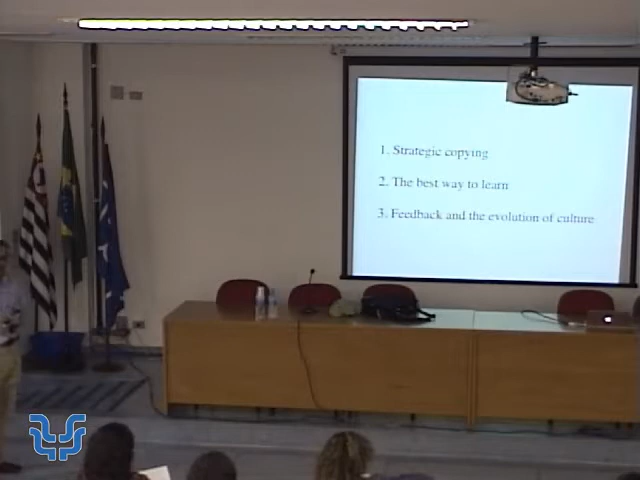 1. Strategic copying
2. The best way to learn
3. Feedback and the evolution of culture